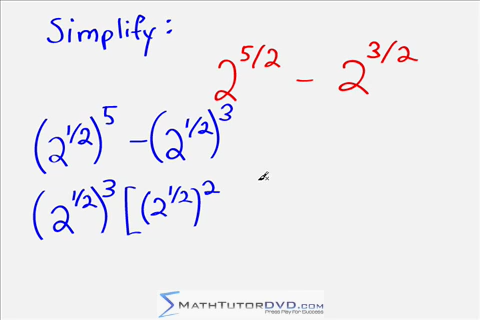 Simplify:
2^{5/2} - 2^{3/2}
(2^{1/2})^5 - (2^{1/2})^3
(2^{1/2})^3 [(2^{1/2})^2
MATHTUTORDVD.COM
Press Play For Success